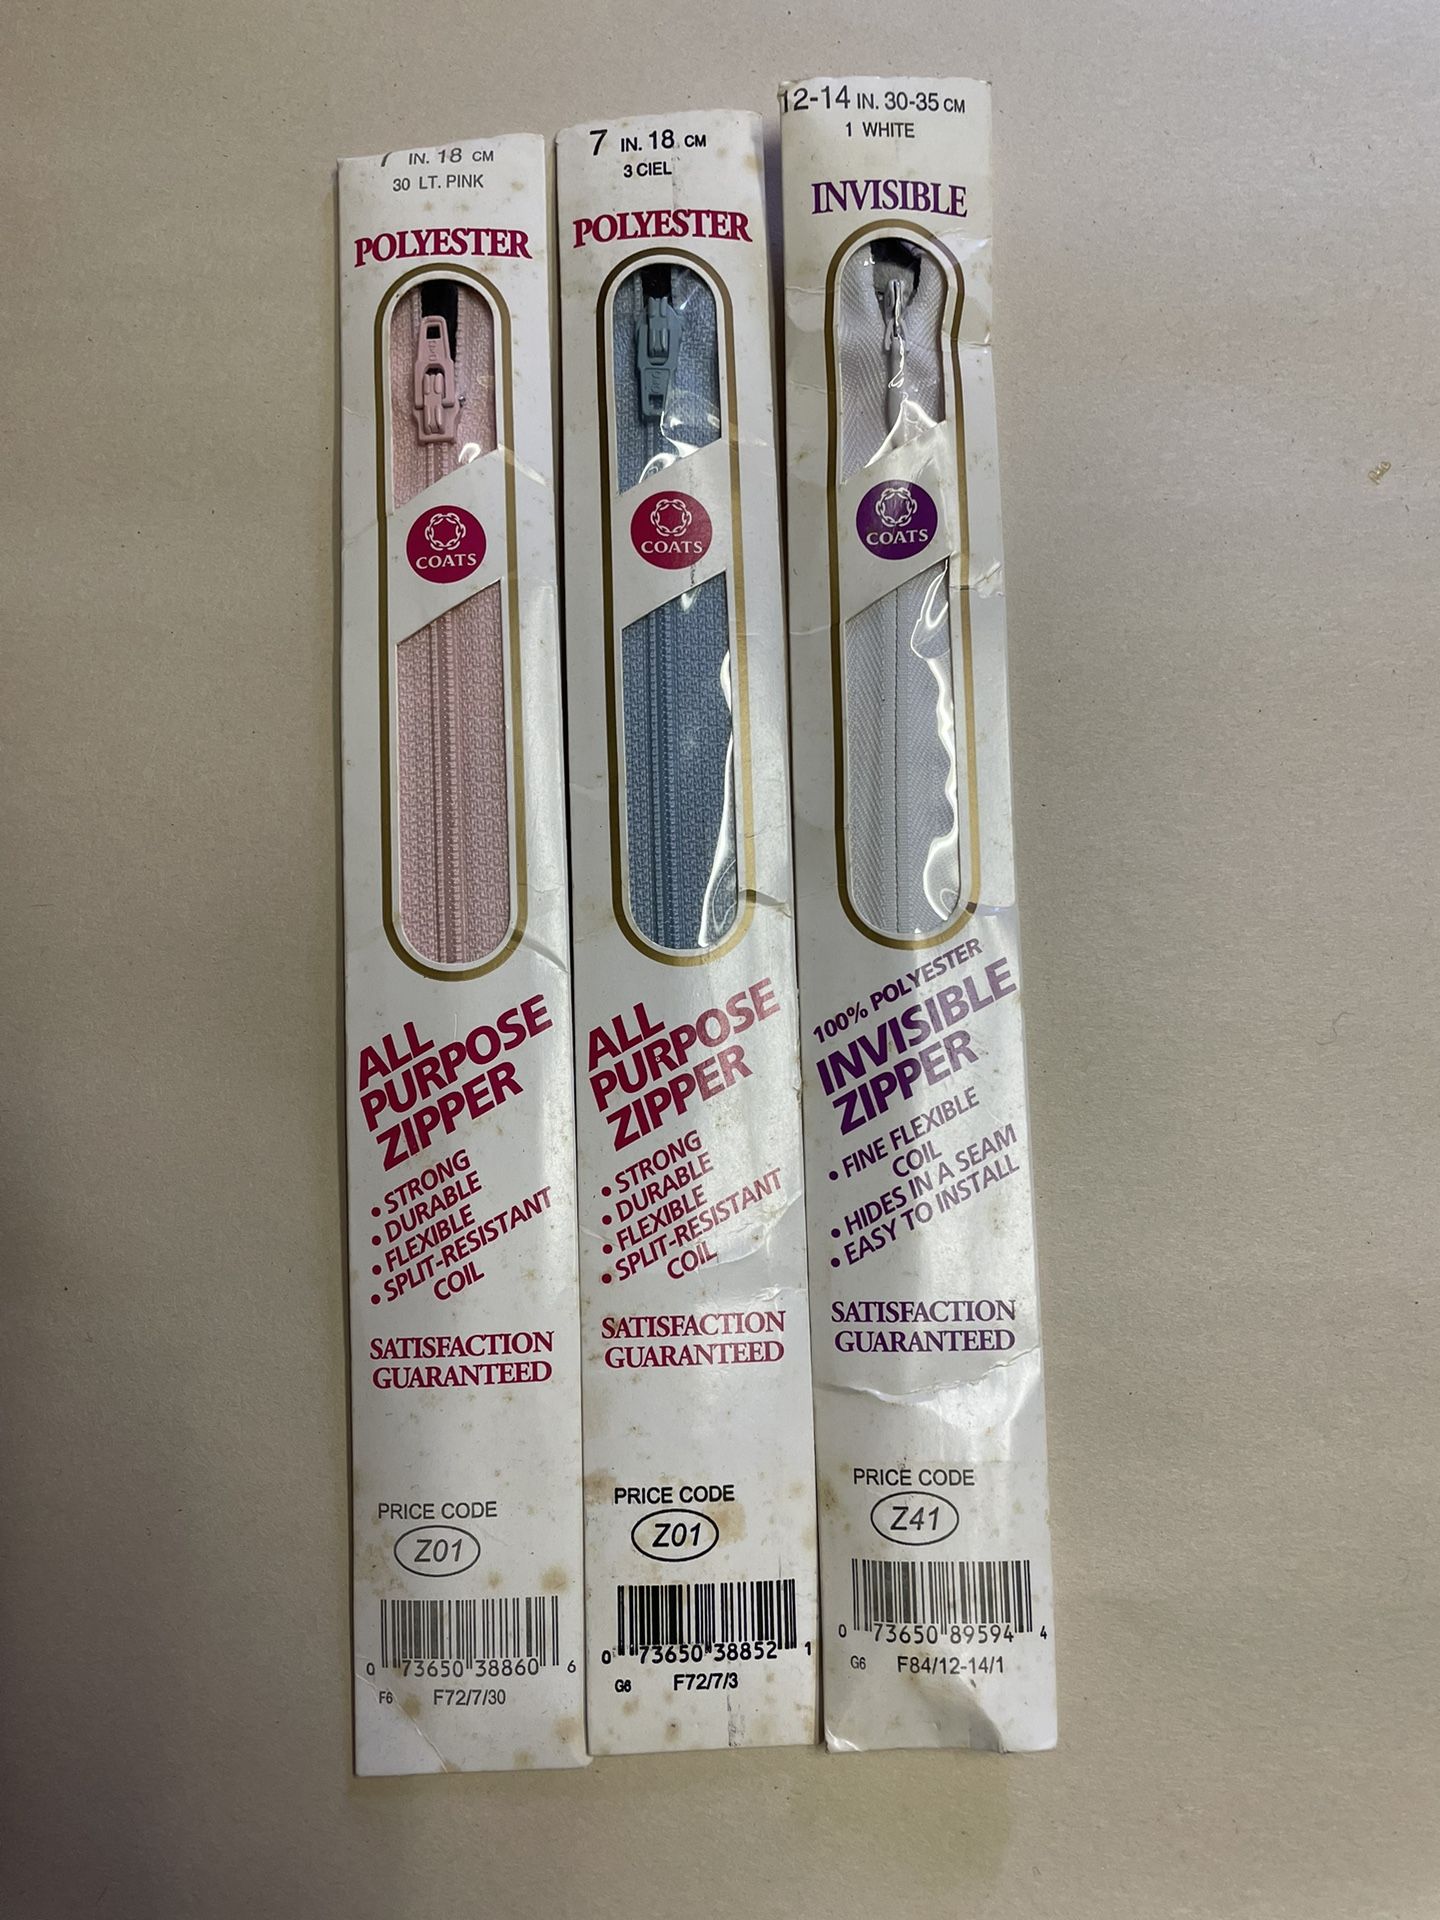 7 IN. 18 CM
30 LT. PINK
POLYESTER
COATS
ALL
PURPOSE
ZIPPER
• STRONG
• DURABLE
• FLEXIBLE
• SPLIT-RESISTANT
COIL
SATISFACTION
GUARANTEED
PRICE CODE
Z01
0 73650 38860 6
F6 F72/7/30
7 IN. 18 CM
3 CIEL
POLYESTER
COATS
ALL
PURPOSE
ZIPPER
• STRONG
• DURABLE
• FLEXIBLE
• SPLIT-RESISTANT
COIL
SATISFACTION
GUARANTEED
PRICE CODE
Z01
0 73650 38852 1
G6 F72/7/3
12-14 IN. 30-35 CM
1 WHITE
INVISIBLE
COATS
100% POLYESTER
INVISIBLE
ZIPPER
• FINE FLEXIBLE
COIL
• HIDES IN A SEAM
• EASY TO INSTALL
SATISFACTION
GUARANTEED
PRICE CODE
Z41
0 73650 89594 4
G6 F84/12-14/1